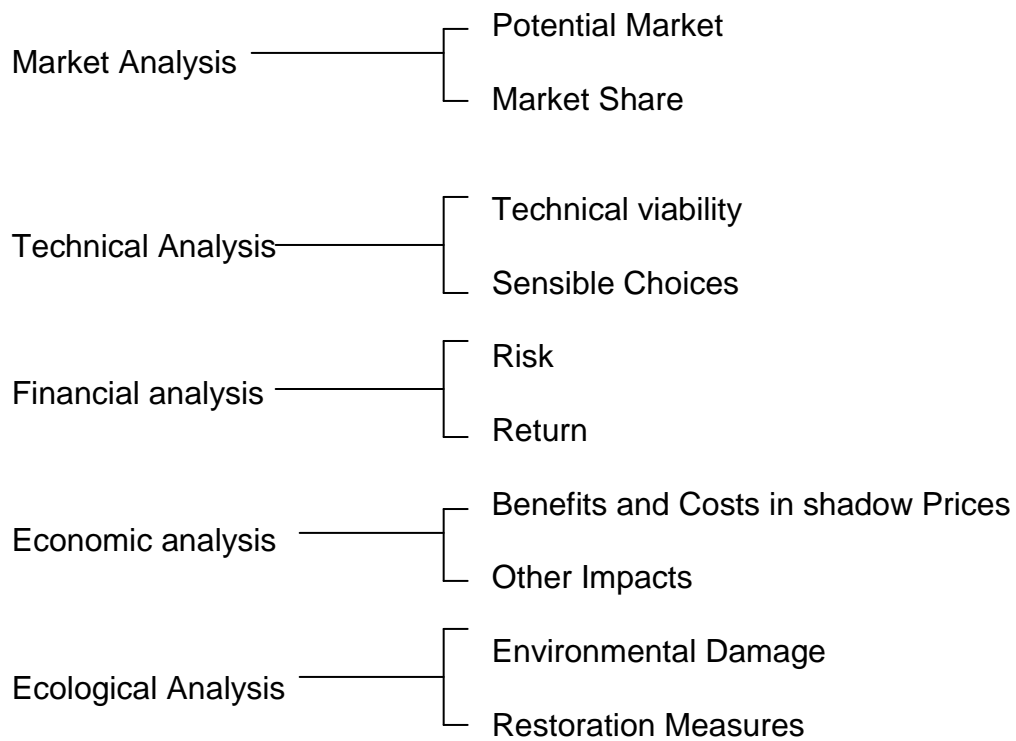 Market Analysis
Potential Market
Market Share
Technical Analysis
Technical viability
Sensible Choices
Financial analysis
Risk
Return
Economic analysis
Benefits and Costs in shadow Prices
Other Impacts
Ecological Analysis
Environmental Damage
Restoration Measures